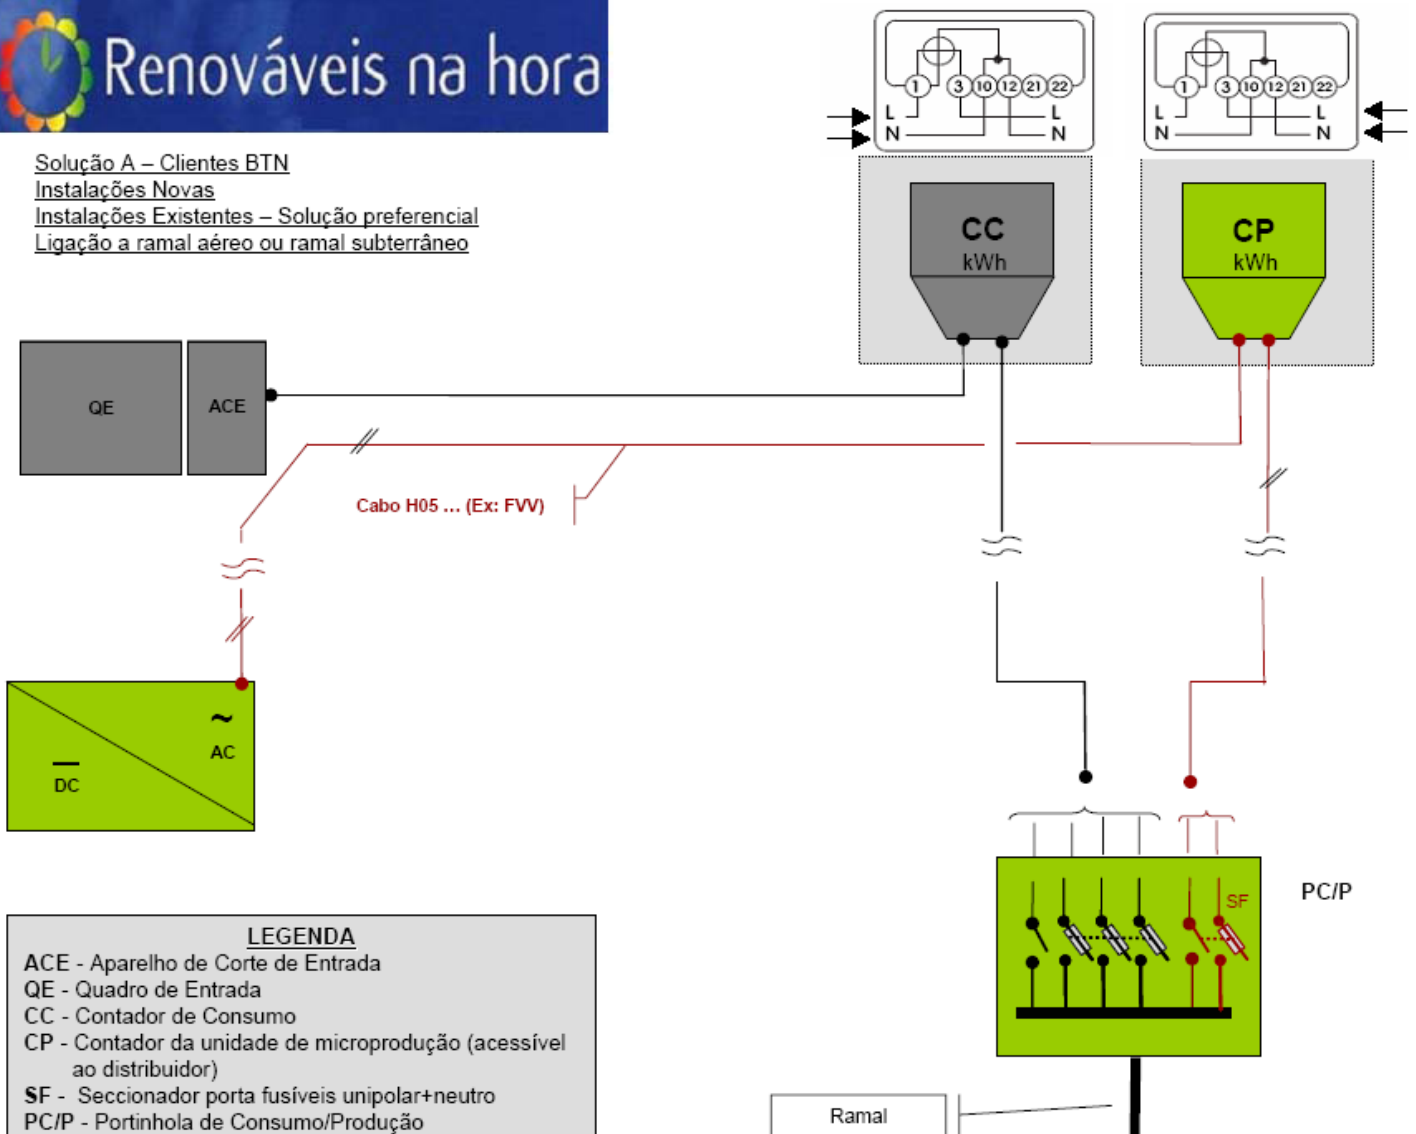 Renováveis na hora
Solução A – Clientes BTN
Instalações Novas
Instalações Existentes – Solução preferencial
Ligação a ramal aéreo ou ramal subterrâneo
1 3 10 12 21 22
L L
N N
1 3 10 12 21 22
L L
N N
CC
kWh
CP
kWh
QE
ACE
Cabo H05 ... (Ex: FVV)
~
AC
DC
SF
PC/P
LEGENDA
ACE - Aparelho de Corte de Entrada
QE - Quadro de Entrada
CC - Contador de Consumo
CP - Contador da unidade de microprodução (acessível
ao distribuidor)
SF - Seccionador porta fusíveis unipolar+neutro
PC/P - Portinhola de Consumo/Produção
Ramal